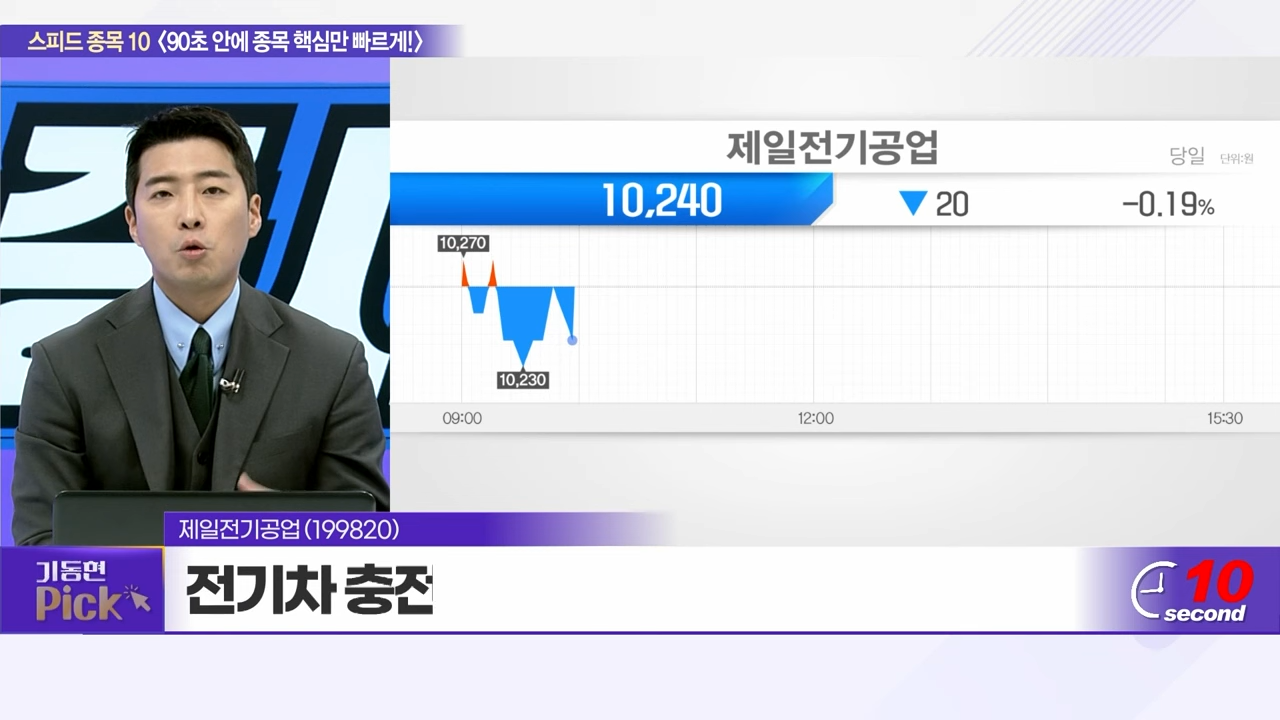 스피드 종목 10 〈90초 안에 종목 핵심만 빠르게!〉
제일전기공업
당일 단위:원
10,240 ▼ 20 -0.19%
10,270
10,230
09:00 12:00 15:30
제일전기공업(199820)
기동현
Pick
전기차 충전
10
second